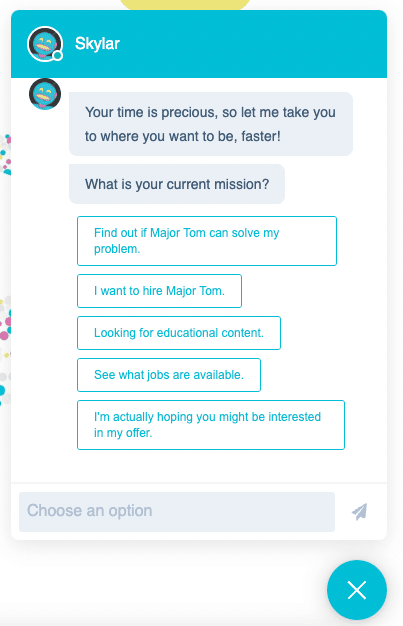 Skylar
Your time is precious, so let me take you
to where you want to be, faster!
What is your current mission?
Find out if Major Tom can solve my
problem.
I want to hire Major Tom.
Looking for educational content.
See what jobs are available.
I'm actually hoping you might be interested
in my offer.
Choose an option